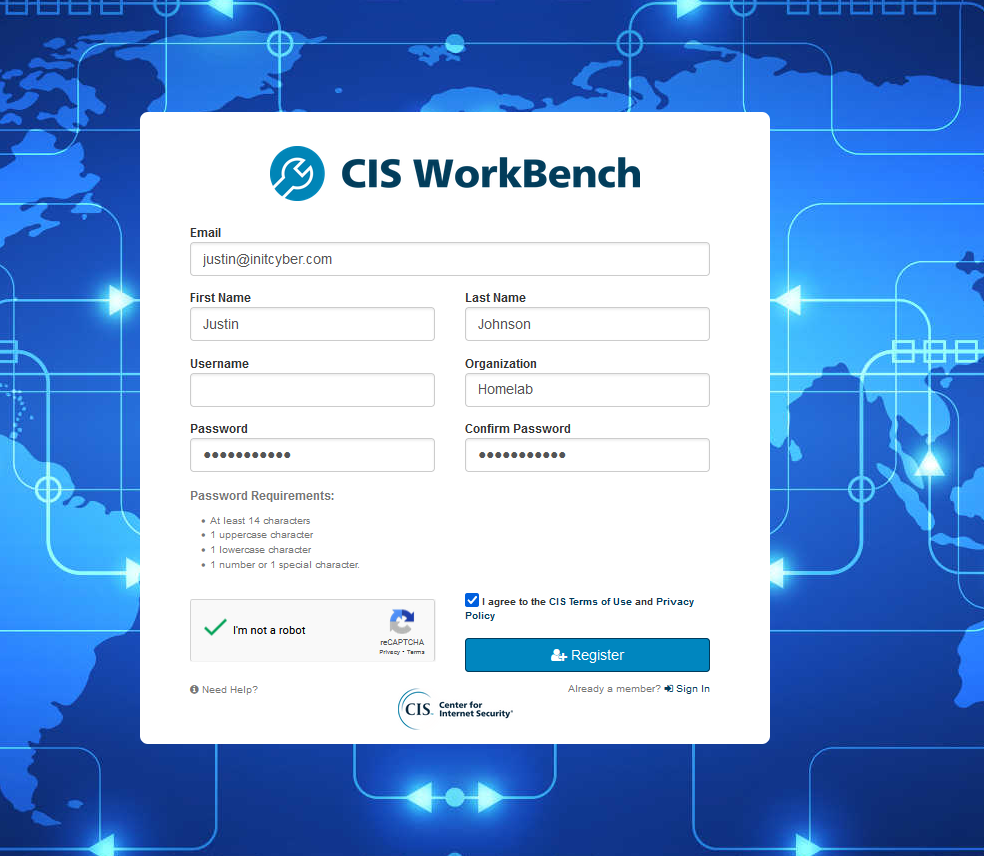 CIS WorkBench
Email
justin@initcyber.com
First Name
Last Name
Justin
Johnson
Username
Organization
Homelab
Password
Confirm Password
•••••••••••
•••••••••••
Password Requirements:
• At least 14 characters
• 1 uppercase character
• 1 lowercase character
• 1 number or 1 special character.
I'm not a robot
reCAPTCHA
Privacy • Terms
I agree to the CIS Terms of Use and Privacy
Policy
Register
Need Help?
Already a member? Sign In
CIS.
Center for
Internet Security®